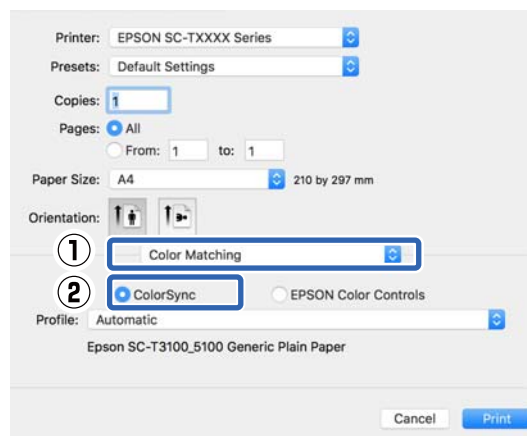 Printer: EPSON SC-TXXXX Series
Presets: Default Settings
Copies: 1
Pages: All
From: 1 to: 1
Paper Size: A4 210 by 297 mm
Orientation:
1 Color Matching
2 ColorSync EPSON Color Controls
Profile: Automatic
Epson SC-T3100_5100 Generic Plain Paper
Cancel Print